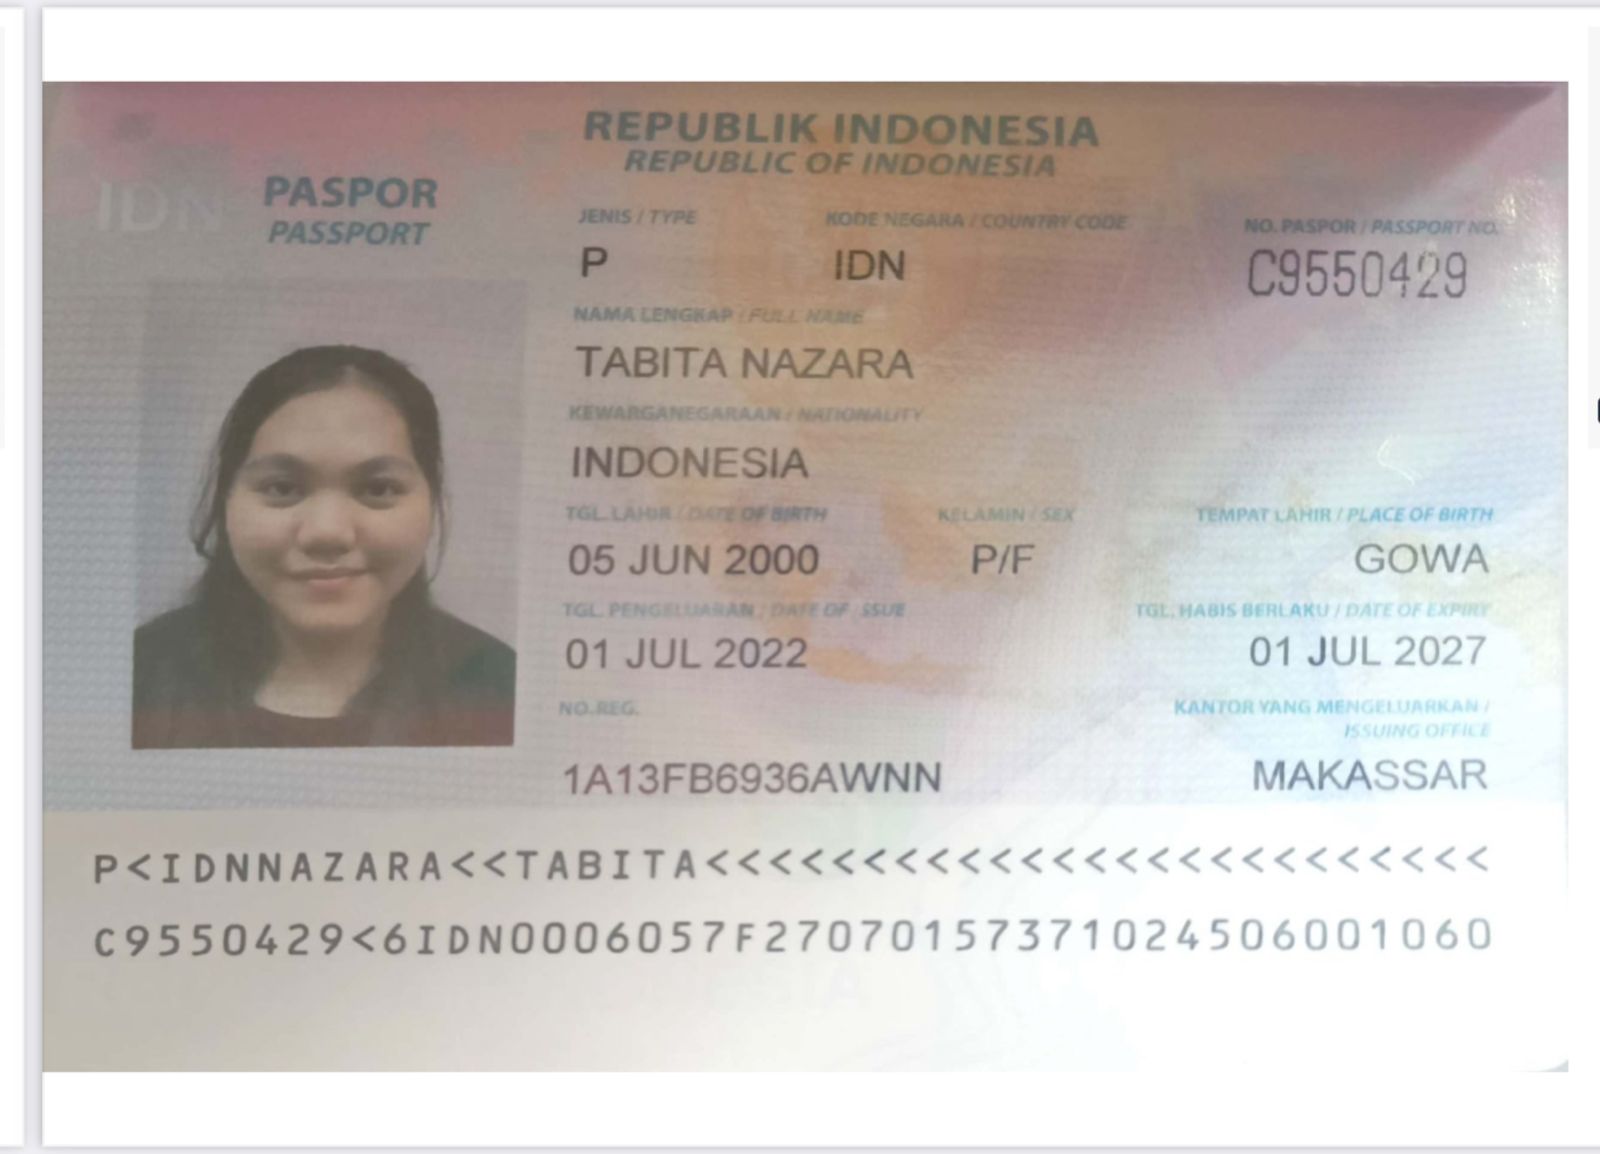 REPUBLIK INDONESIA
REPUBLIC OF INDONESIA
IDN
PASPOR
PASSPORT
JENIS / TYPE
KODE NEGARA / COUNTRY CODE
NO. PASPOR / PASSPORT NO.
P
IDN
C9550429
NAMA LENGKAP / FULL NAME
TABITA NAZARA
KEWARGANEGARAAN / NATIONALITY
INDONESIA
TGL. LAHIR / DATE OF BIRTH
KELAMIN / SEX
TEMPAT LAHIR / PLACE OF BIRTH
05 JUN 2000
P/F
GOWA
TGL. PENGELUARAN / DATE OF ISSUE
TGL. HABIS BERLAKU / DATE OF EXPIRY
01 JUL 2022
01 JUL 2027
NO. REG.
KANTOR YANG MENGELUARKAN /
ISSUING OFFICE
1A13FB6936AWNN
MAKASSAR
P<IDNNAZARA<<TABITA<<<<<<<<<<<<<<<<<<<<<<<<<
C9550429<6IDN0006057F27070157371024506001060